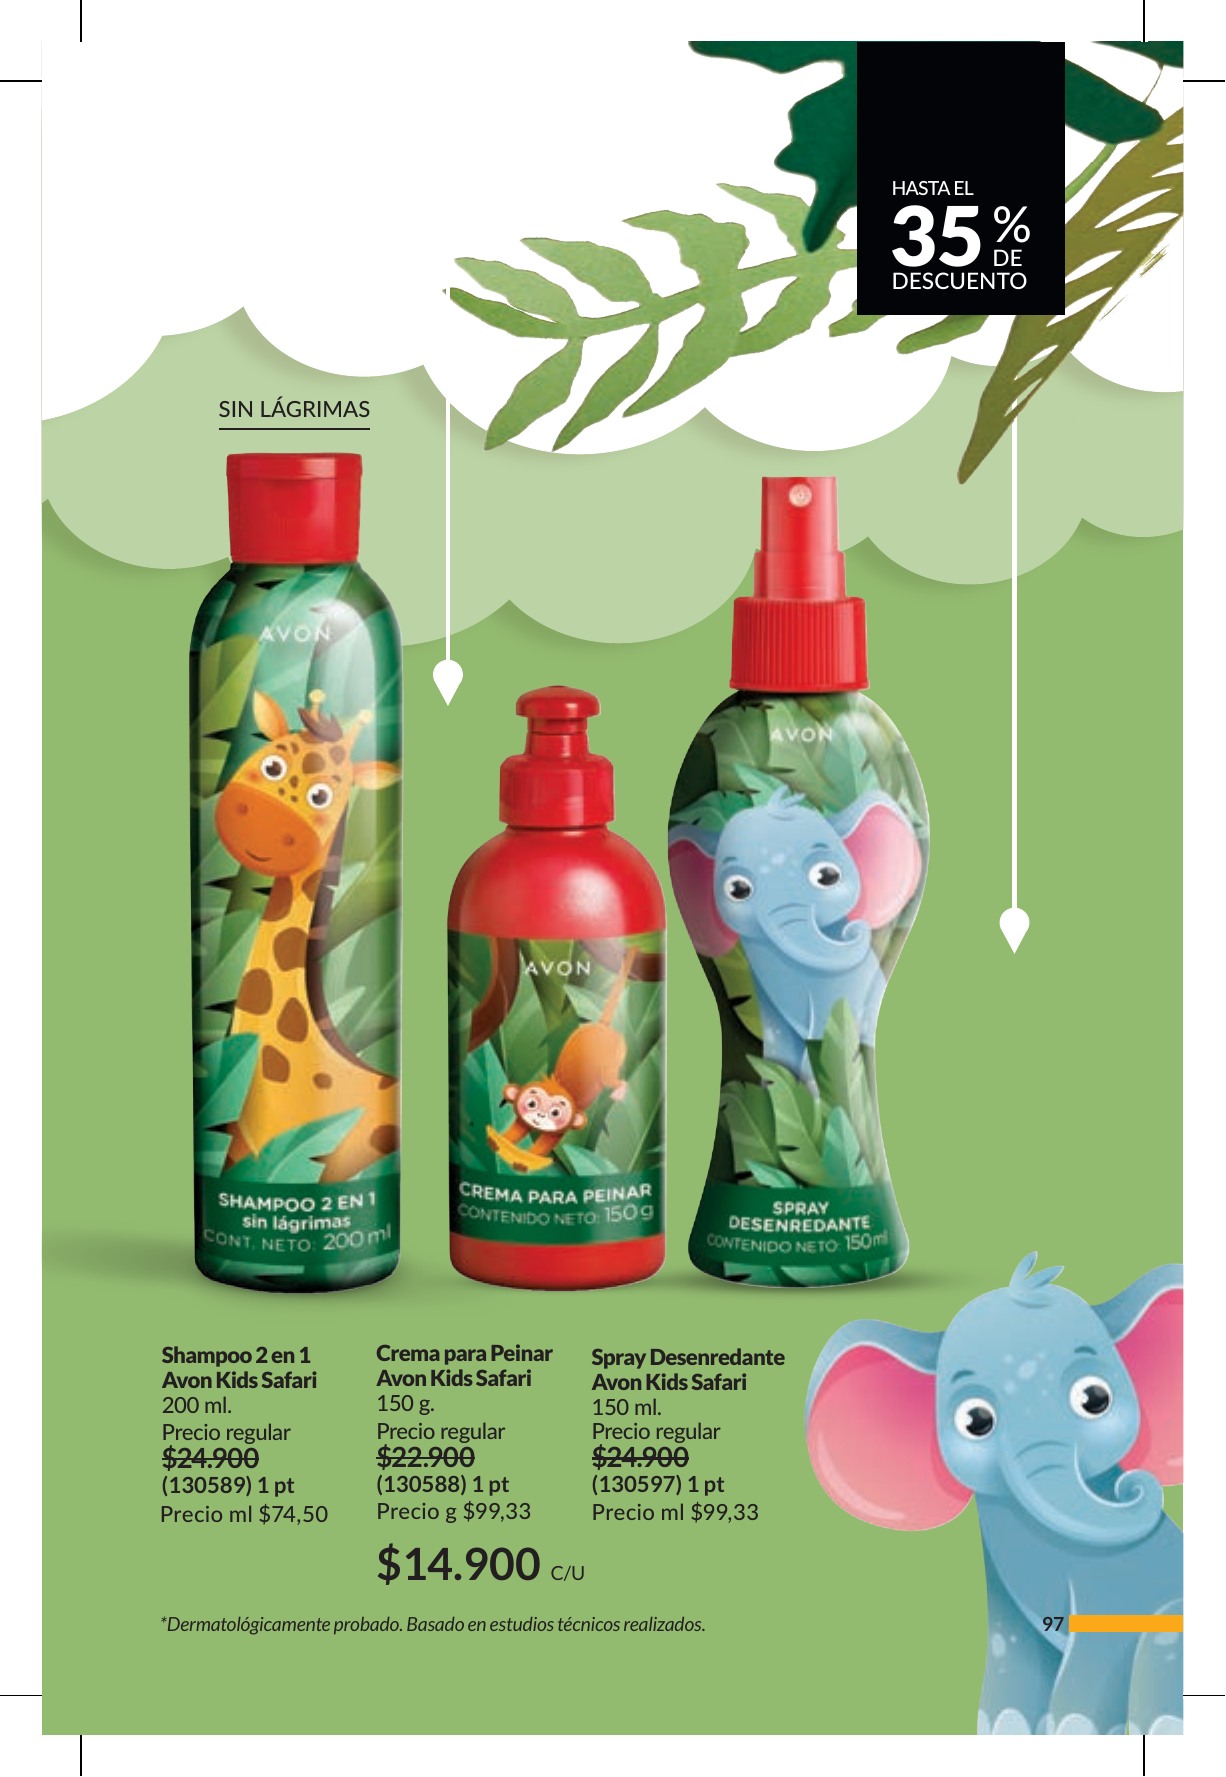 HASTA EL
35%
DE
DESCUENTO
SIN LÁGRIMAS
AVON
SHAMPOO 2 EN 1
sin lágrimas
CONT. NETO: 200 ml
AVON
CREMA PARA PEINAR
CONTENIDO NETO: 150 g
AVON
SPRAY
DESENREDANTE
CONTENIDO NETO: 150 ml
Shampoo 2 en 1
Avon Kids Safari
200 ml.
Precio regular
$24.900
(130589) 1 pt
Precio ml $74,50
Crema para Peinar
Avon Kids Safari
150 g.
Precio regular
$22.900
(130588) 1 pt
Precio g $99,33
Spray Desenredante
Avon Kids Safari
150 ml.
Precio regular
$24.900
(130597) 1 pt
Precio ml $99,33
$14.900 C/U
*Dermatológicamente probado. Basado en estudios técnicos realizados.
97